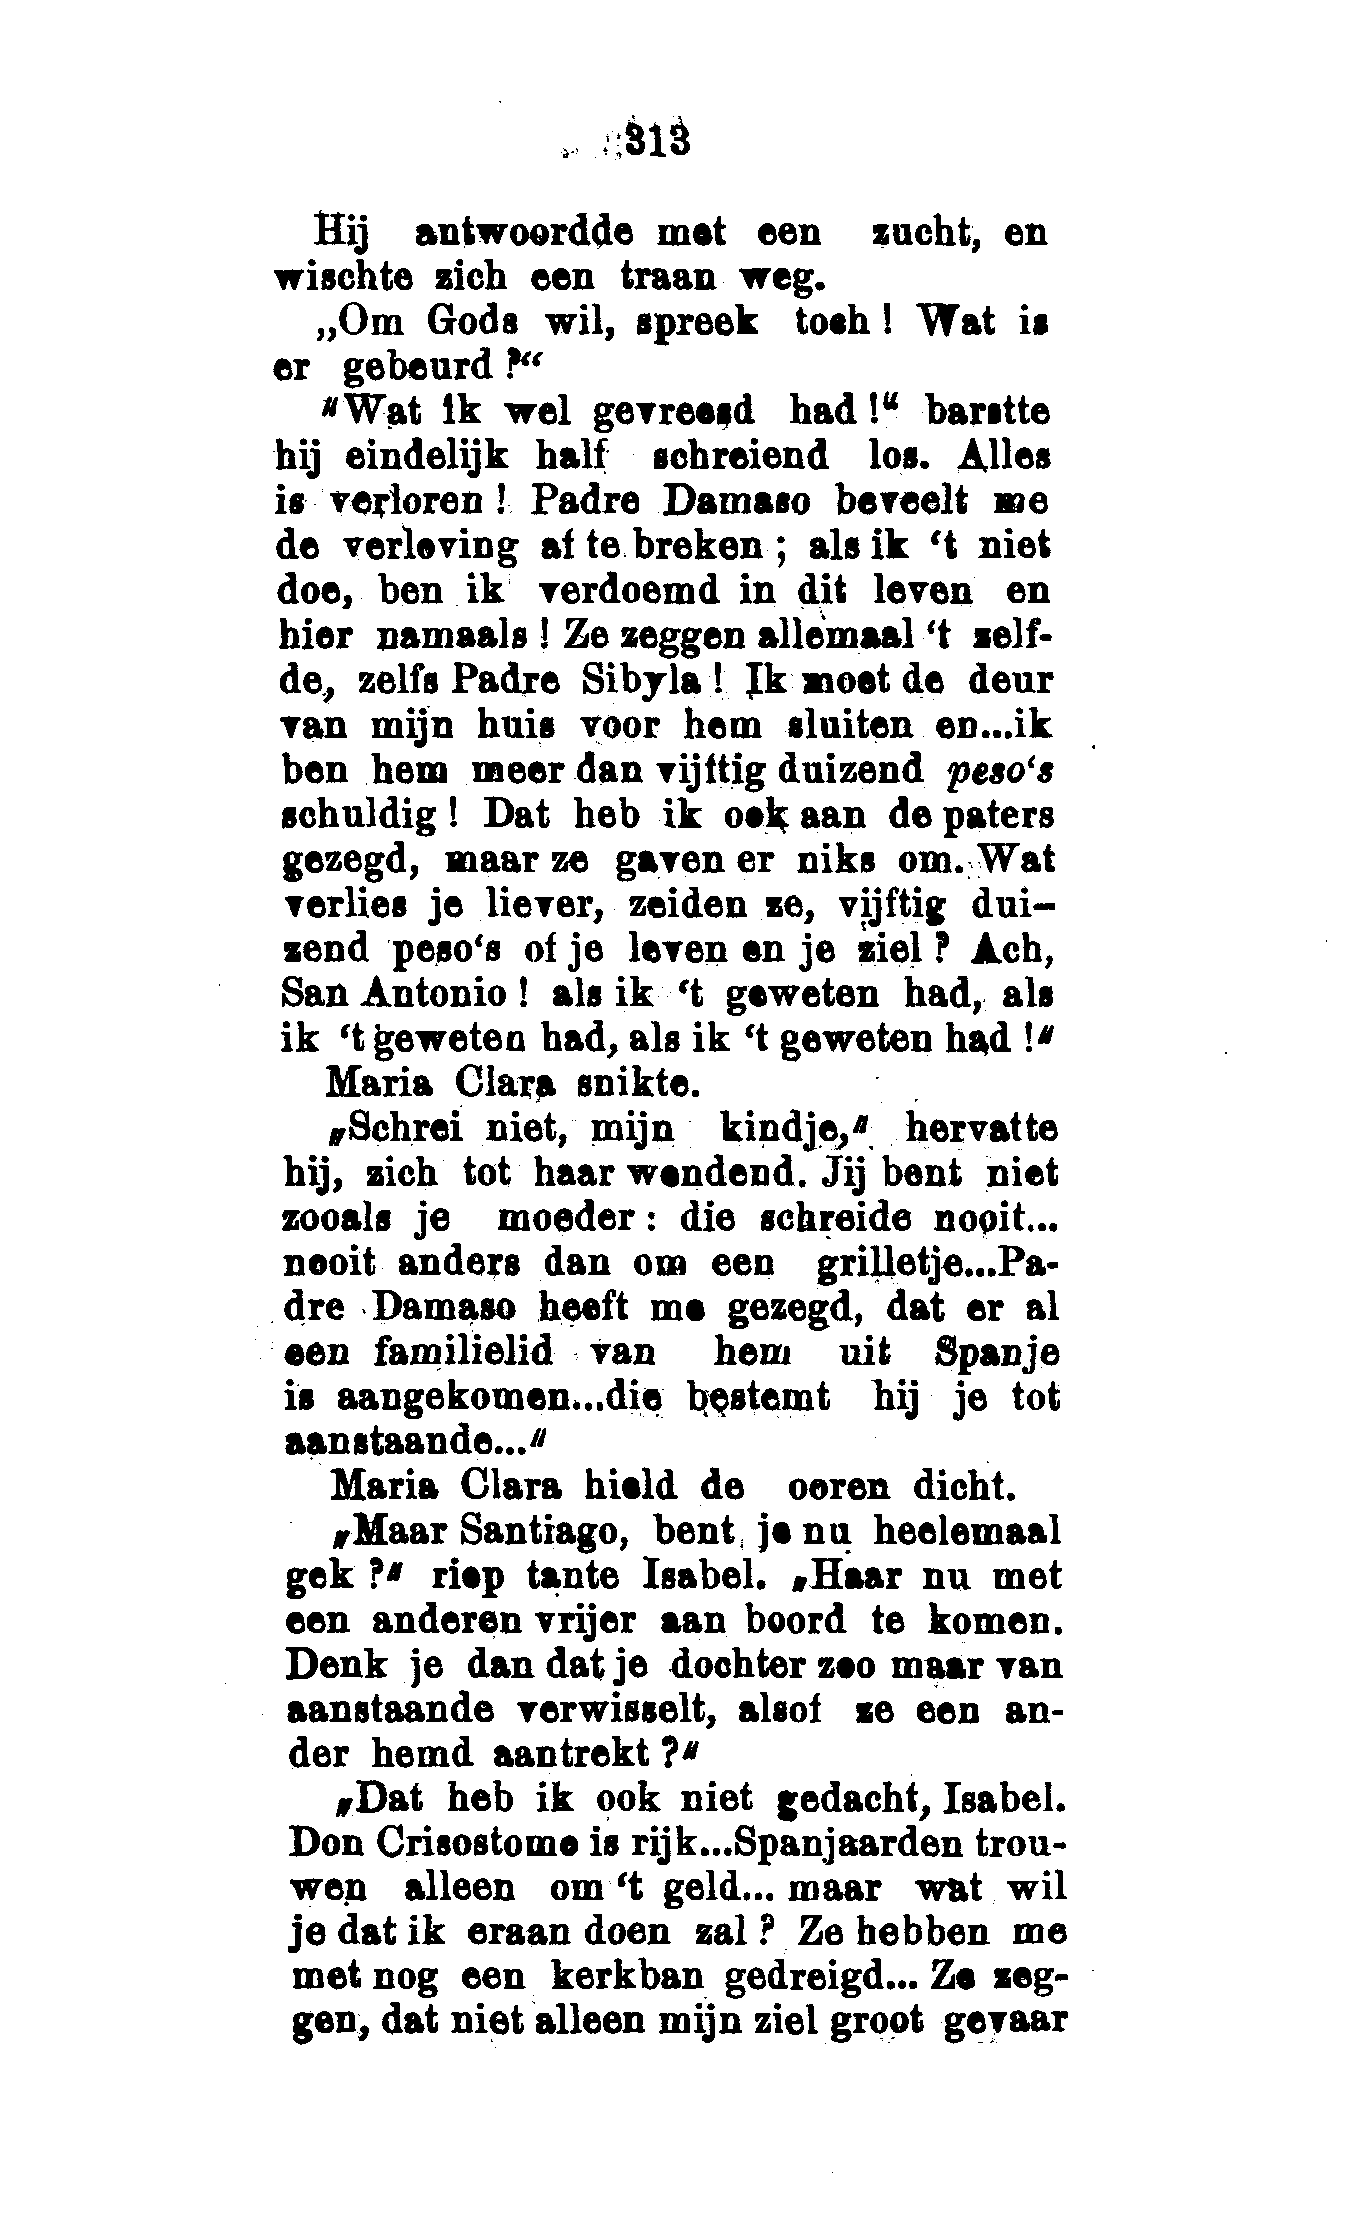 313
Hij antwoordde met een zucht, en
wischte zich een traan weg.
„Om Gods wil, spreek toch! Wat is
er gebeurd?“
"Wat ik wel gevreesd had!“ barstte
hij eindelijk half schreiend los. Alles
is verloren! Padre Damaso beveelt me
de verloving af te breken; als ik ‘t niet
doe, ben ik verdoemd in dit leven en
hier namaals! Ze zeggen allemaal ‘t zelf-
de, zelfs Padre Sibyla! Ik moet de deur
van mijn huis voor hem sluiten en...ik
ben hem meer dan vijftig duizend peso‘s
schuldig! Dat heb ik ook aan de paters
gezegd, maar ze gaven er niks om. Wat
verlies je liever, zeiden ze, vijftig dui-
zend peso‘s of je leven en je ziel? Ach,
San Antonio! als ik ‘t geweten had, als
ik ‘t geweten had, als ik ‘t geweten had!"
Maria Clara snikte.
„Schrei niet, mijn kindje," hervatte
hij, zich tot haar wendend. Jij bent niet
zooals je moeder: die schreide nooit...
nooit anders dan om een grilletje...Pa-
dre Damaso heeft me gezegd, dat er al
een familielid van hem uit Spanje
is aangekomen...die bestemt hij je tot
aanstaande..."
Maria Clara hield de ooren dicht.
„Maar Santiago, bent je nu heelemaal
gek?" riep tante Isabel. „Haar nu met
een anderen vrijer aan boord te komen.
Denk je dan dat je dochter zoo maar van
aanstaande verwisselt, alsof ze een an-
der hemd aantrekt?"
„Dat heb ik ook niet gedacht, Isabel.
Don Crisostomo is rijk...Spanjaarden trou-
wen alleen om ‘t geld... maar wat wil
je dat ik eraan doen zal? Ze hebben me
met nog een kerkban gedreigd... Ze zeg-
gen, dat niet alleen mijn ziel groot gevaar